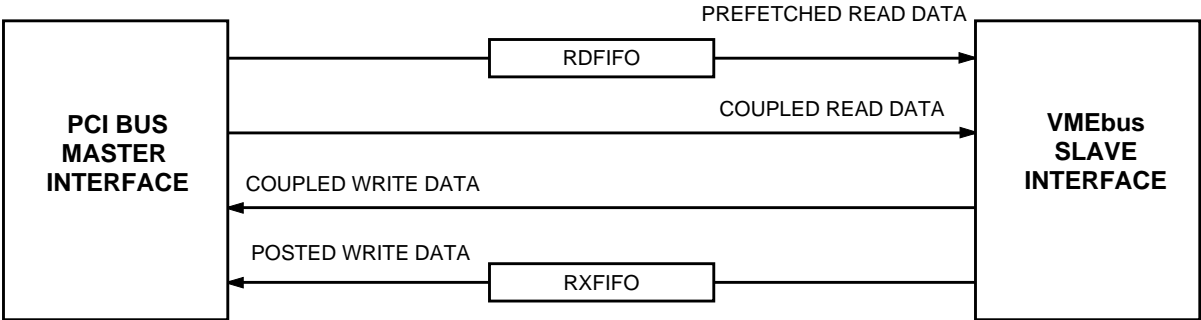 PREFETCHED READ DATA
RDFIFO
COUPLED READ DATA
PCI BUS
MASTER
INTERFACE
VMEbus
SLAVE
INTERFACE
COUPLED WRITE DATA
POSTED WRITE DATA
RXFIFO